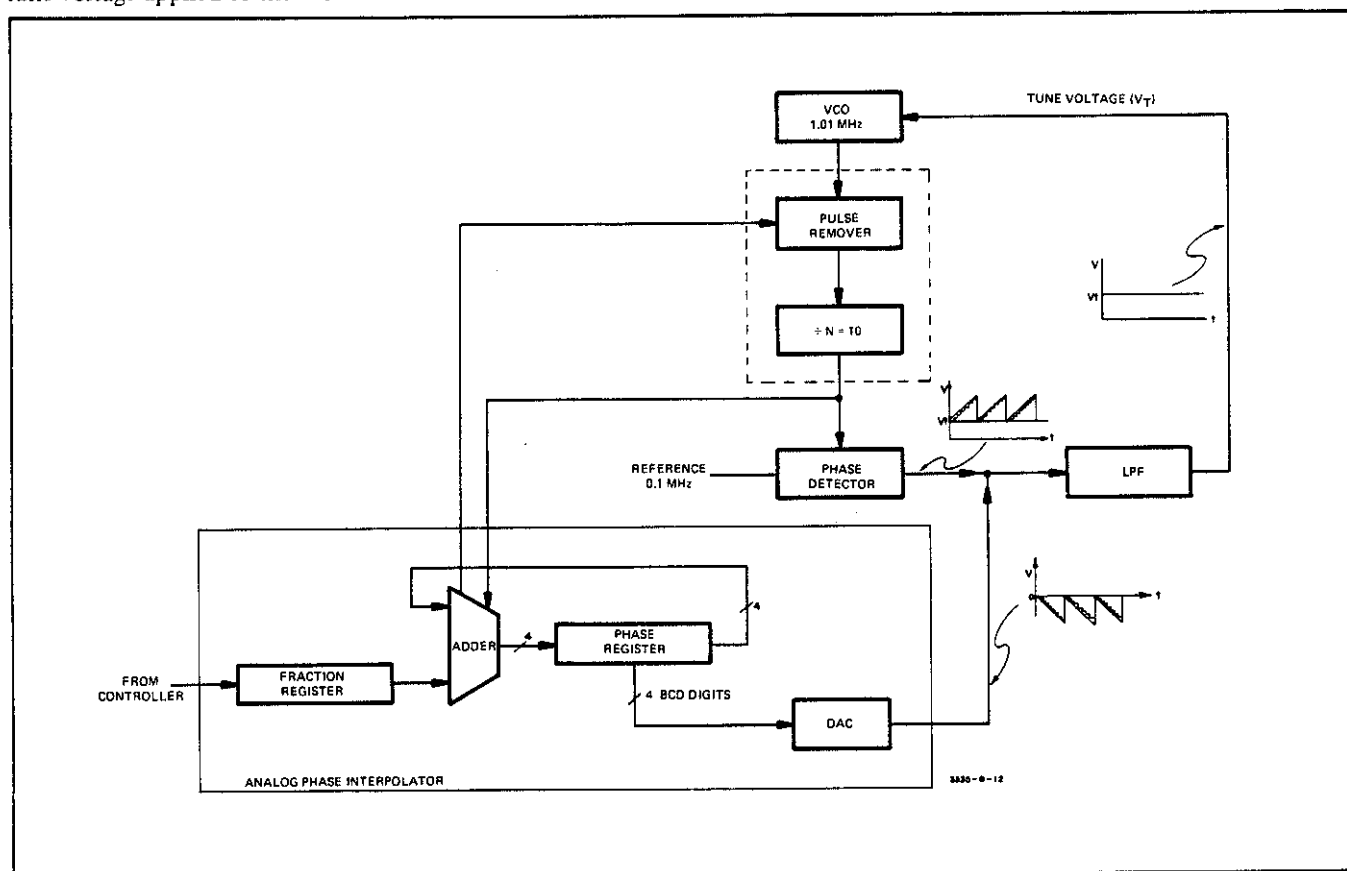 VCO
1.01 MHz
TUNE VOLTAGE (VT)
PULSE
REMOVER
V
Vt
t
÷ N = 10
V
Vt
t
REFERENCE
0.1 MHz
PHASE
DETECTOR
LPF
V
0
t
4
4
ADDER
PHASE
REGISTER
FROM
CONTROLLER
FRACTION
REGISTER
4 BCD DIGITS
DAC
ANALOG PHASE INTERPOLATOR
3335-8-12